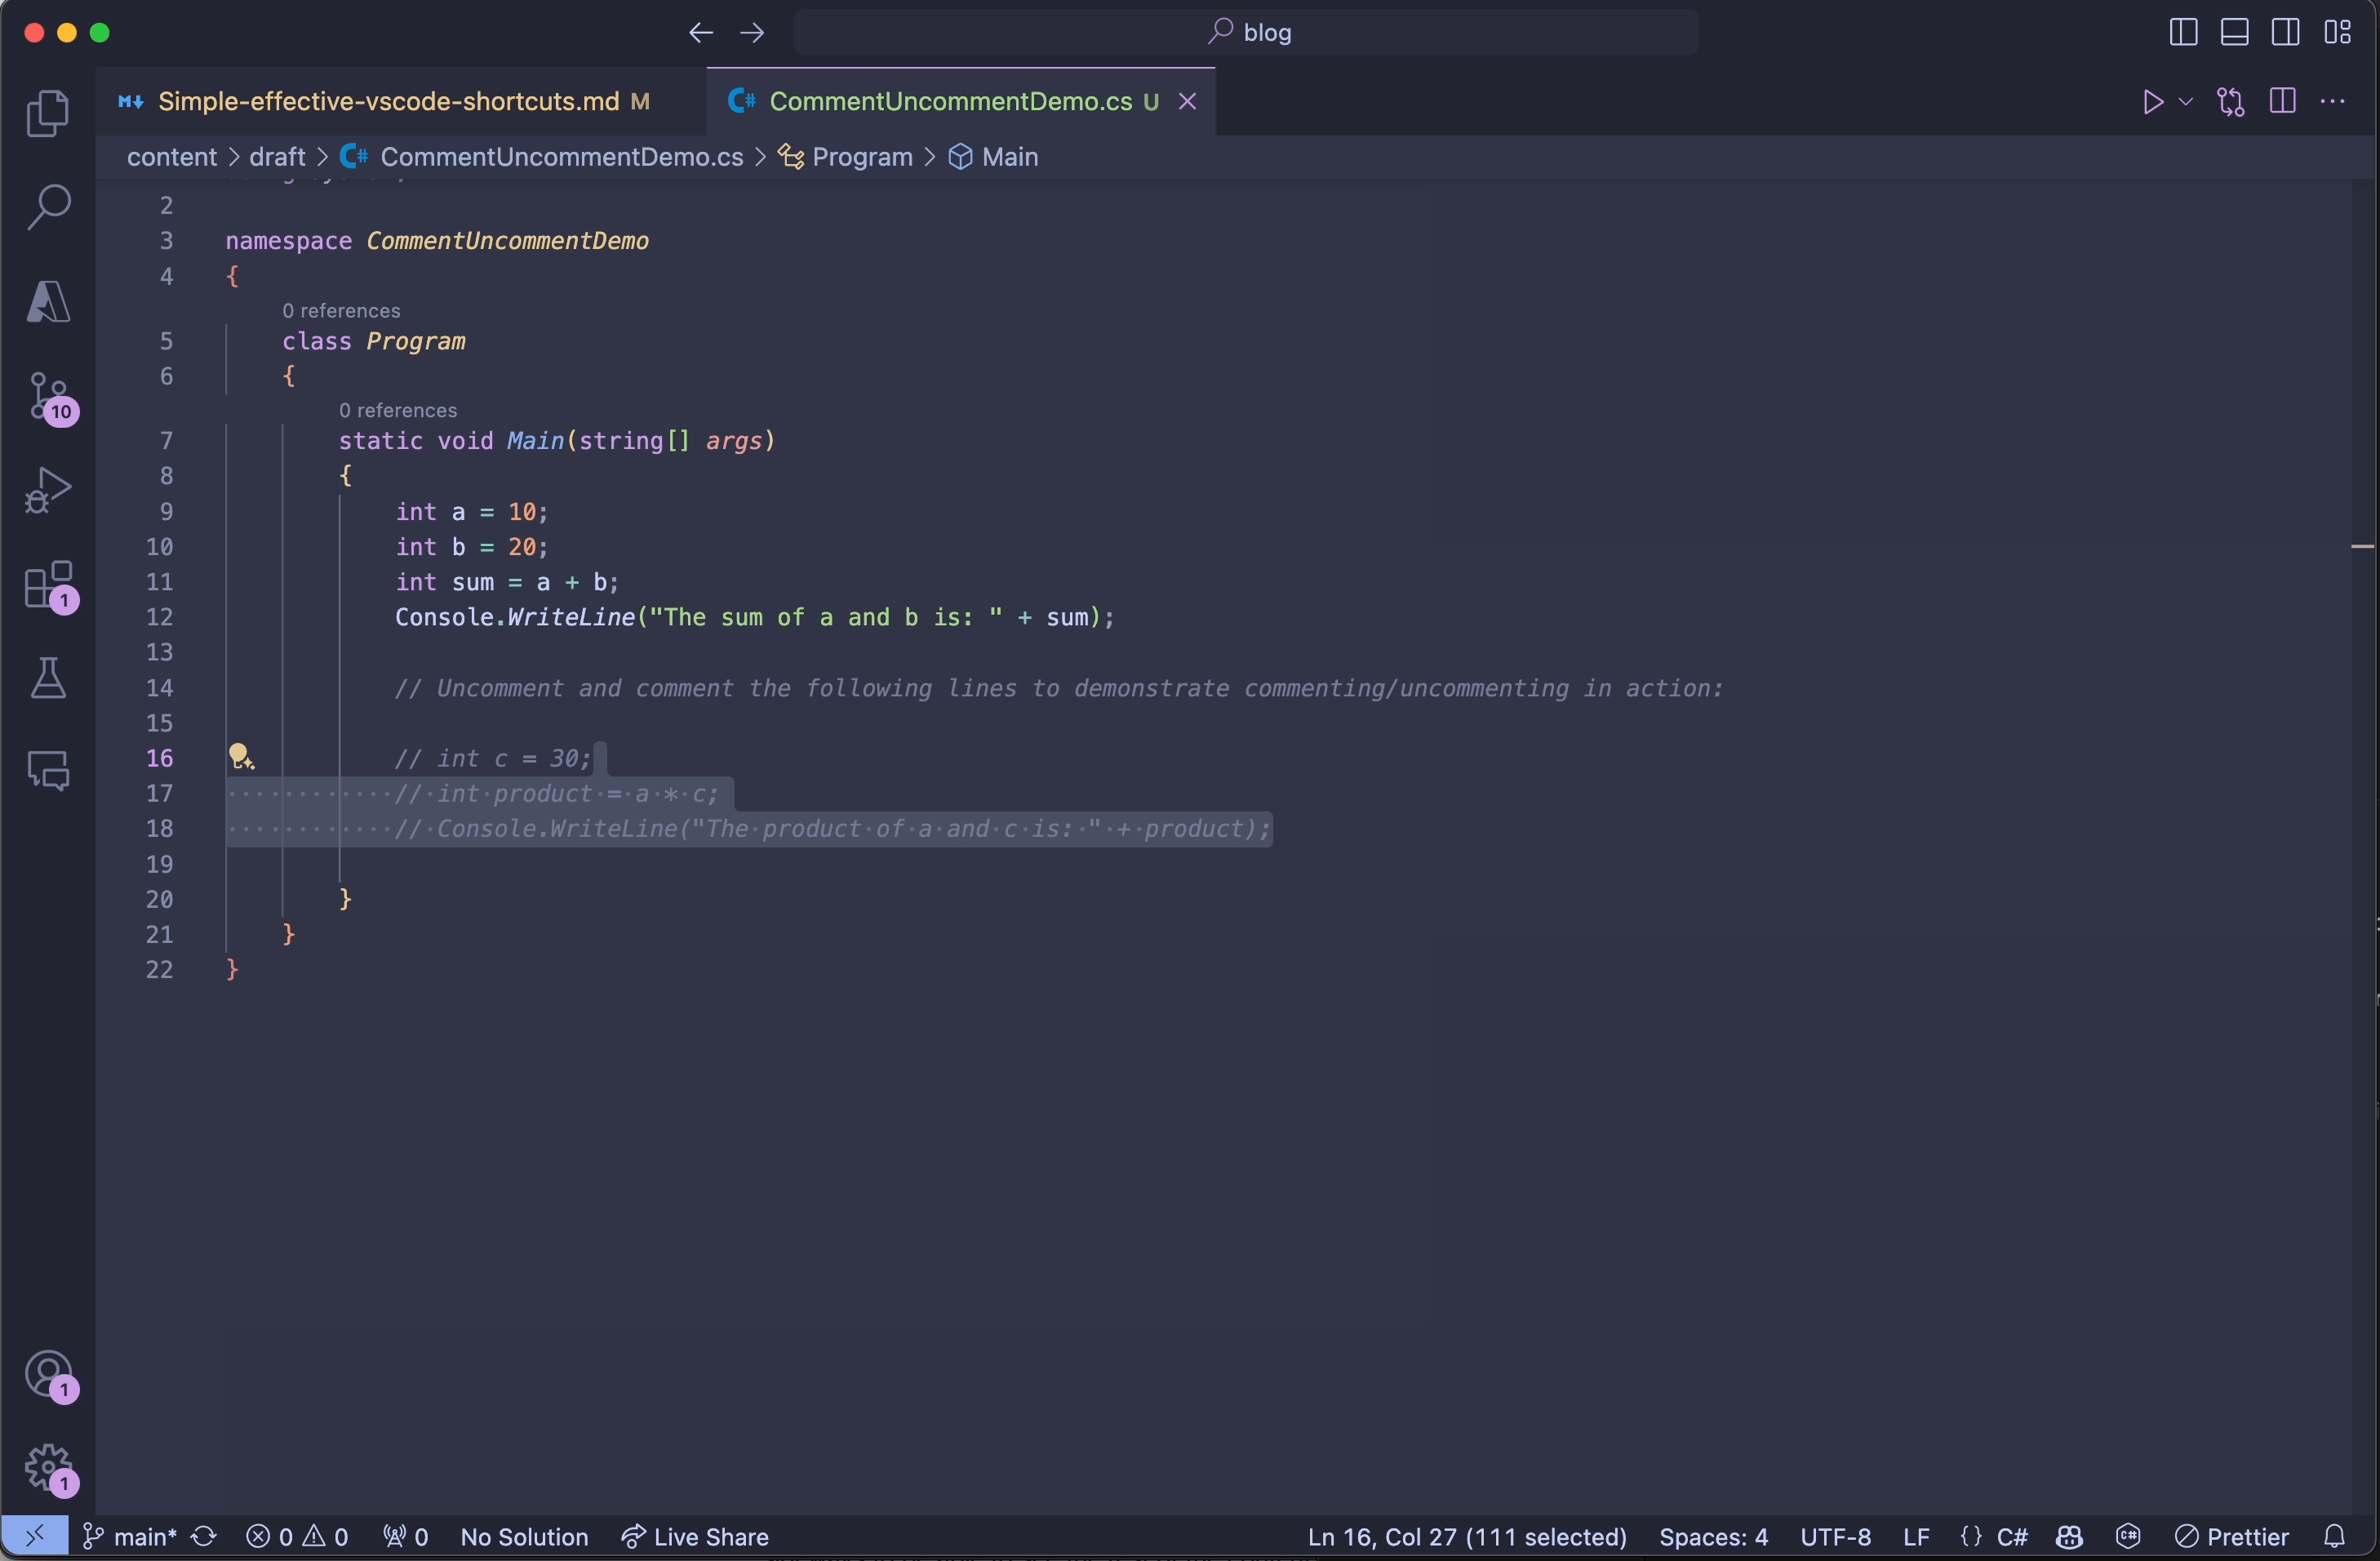 blog
Simple-effective-vscode-shortcuts.md M
C# CommentUncommentDemo.cs U
content > draft > C# CommentUncommentDemo.cs > Program > Main
2
3 namespace CommentUncommentDemo
4 {
0 references
5 class Program
6 {
0 references
7 static void Main(string[] args)
8 {
9 int a = 10;
10 int b = 20;
11 int sum = a + b;
12 Console.WriteLine("The sum of a and b is: " + sum);
13
14 // Uncomment and comment the following lines to demonstrate commenting/uncommenting in action:
15
16 // int c = 30;
17 // int product = a * c;
18 // Console.WriteLine("The product of a and c is: " + product);
19
20 }
21 }
22 }
10
1
1
1
main* 0 0 0 No Solution Live Share Ln 16, Col 27 (111 selected) Spaces: 4 UTF-8 LF {} C# Prettier